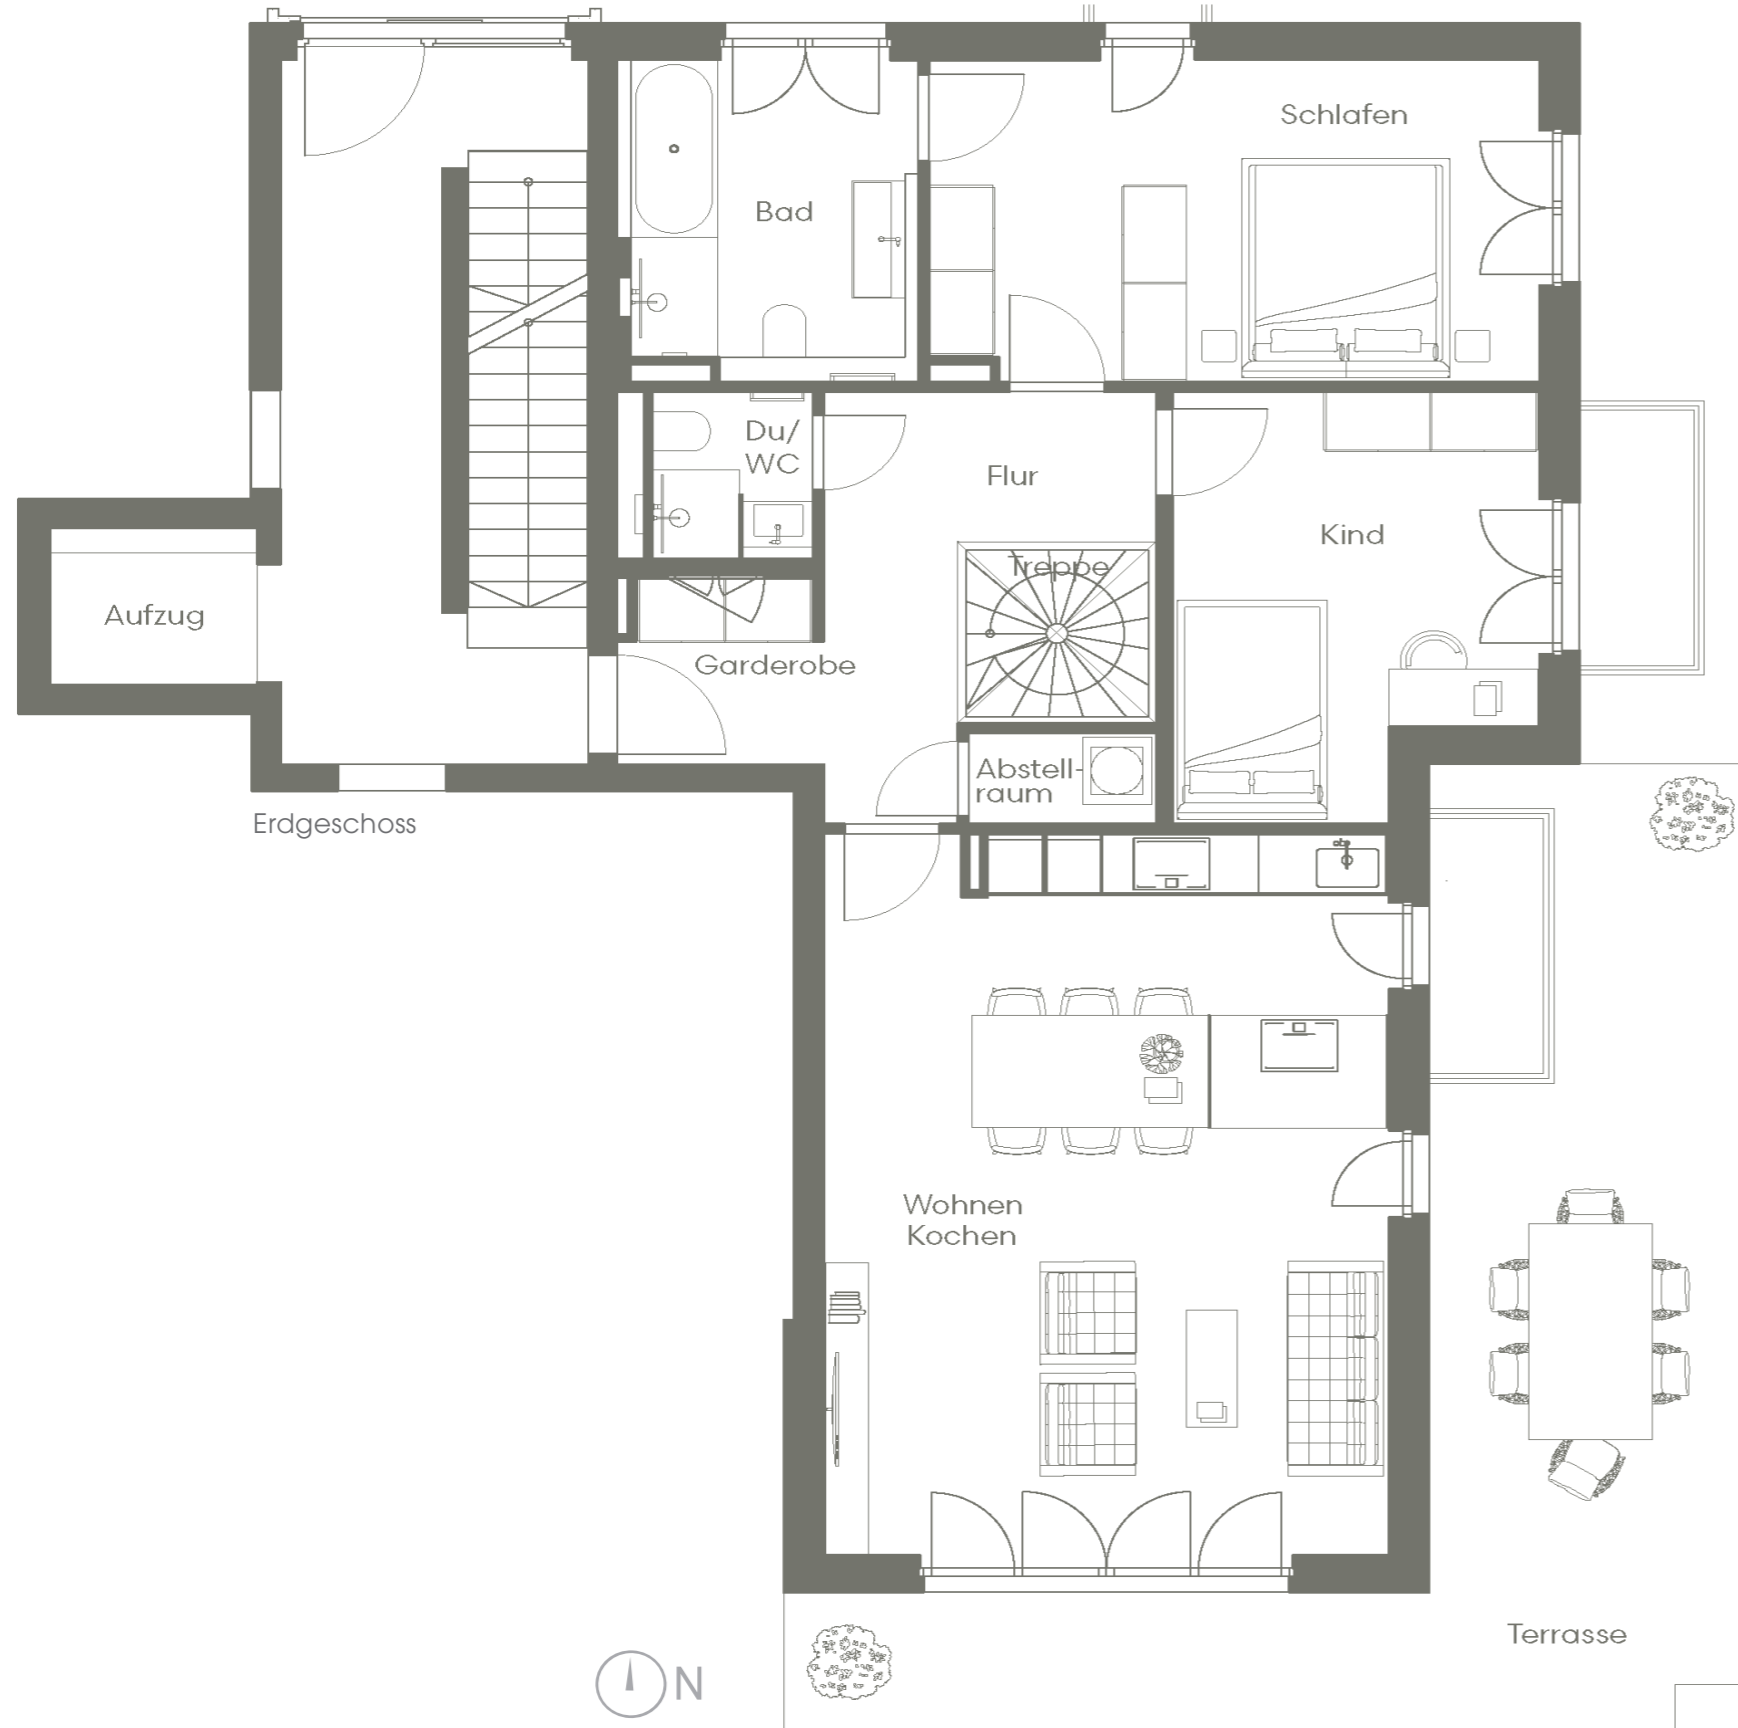 Schlafen
Bad
Du/
WC
Flur
Kind
Treppe
Aufzug
Garderobe
Abstell-
raum
Erdgeschoss
Wohnen
Kochen
Terrasse
N